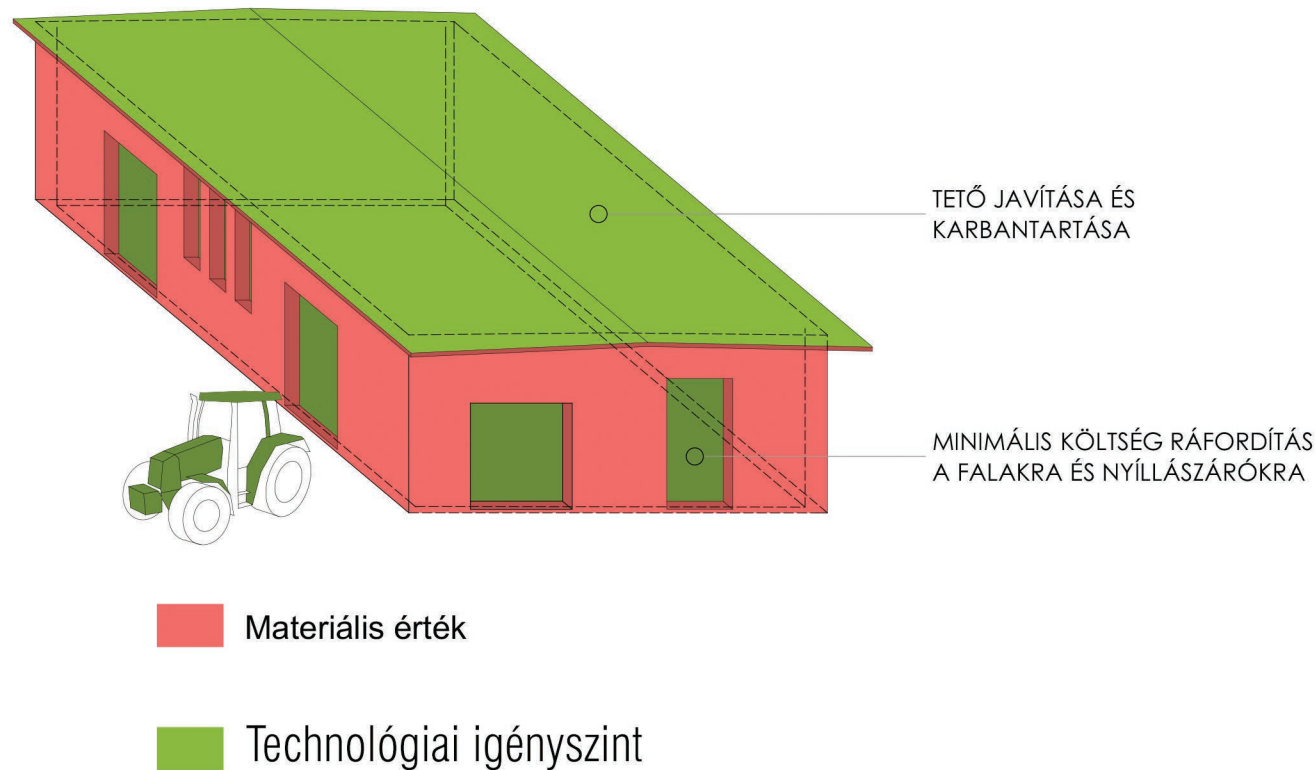 TETŐ JAVÍTÁSA ÉS
KARBANTARTÁSA
MINIMÁLIS KÖLTSÉG RÁFORDÍTÁS
A FALAKRA ÉS NYÍLLÁSZÁRÓKRA
Materiális érték
Technológiai igényszint